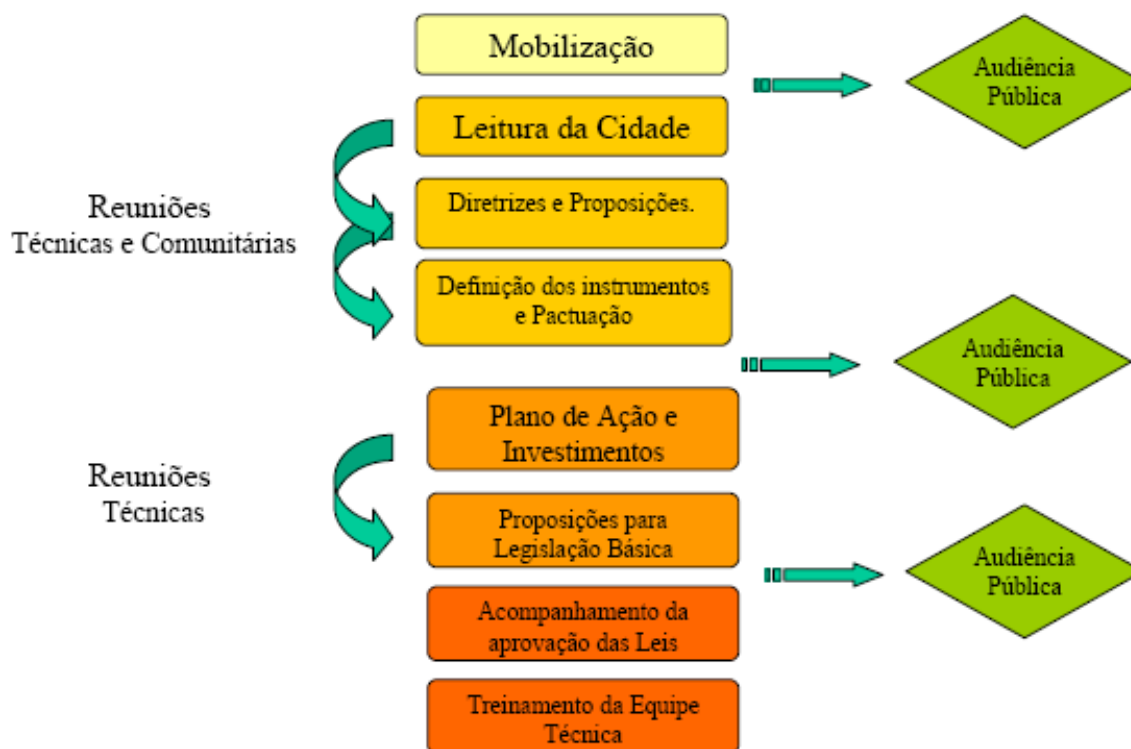 Mobilização
Audiência
Pública
Leitura da Cidade
Reuniões
Técnicas e Comunitárias
Diretrizes e Proposições.
Definição dos instrumentos
e Pactuação
Audiência
Pública
Plano de Ação e
Investimentos
Reuniões
Técnicas
Proposições para
Legislação Básica
Audiência
Pública
Acompanhamento da
aprovação das Leis
Treinamento da Equipe
Técnica